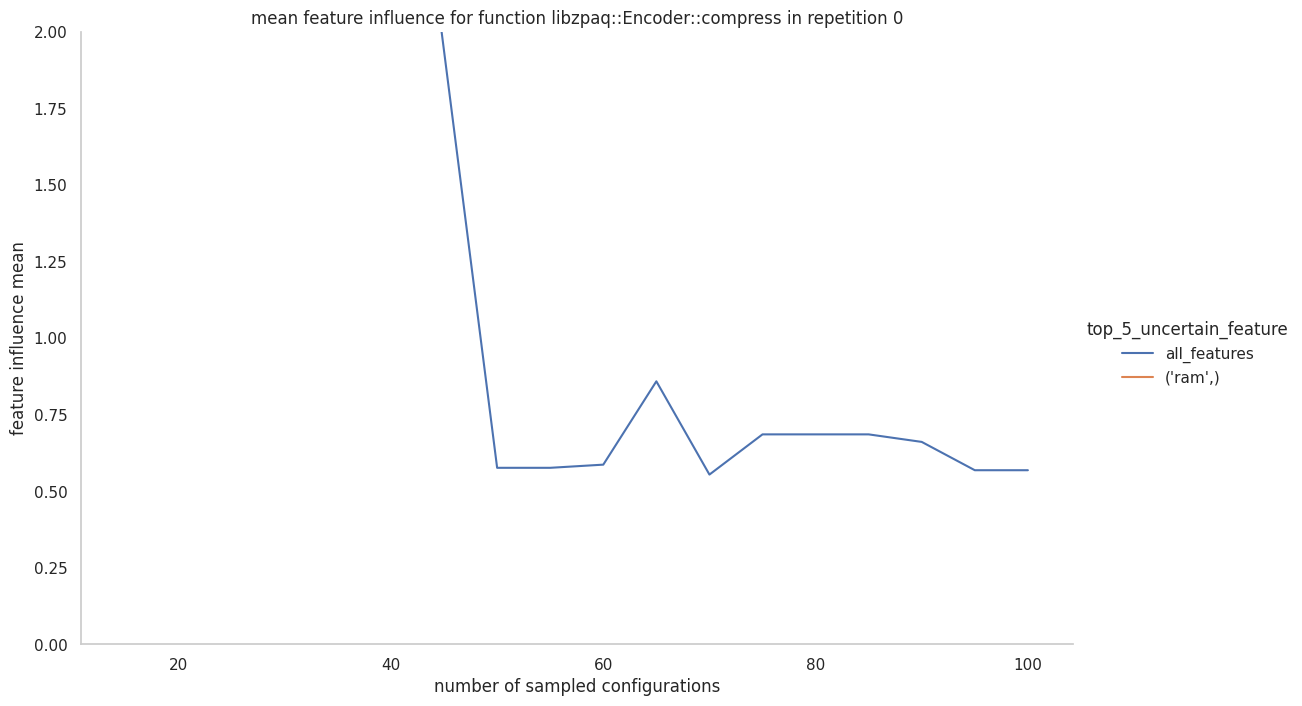 mean feature influence for function libzpaq::Encoder::compress in repetition 0
2.00
1.75
1.50
1.25
1.00
0.75
0.50
0.25
0.00
feature influence mean
20 40 60 80 100
number of sampled configurations
top_5_uncertain_feature
all_features
('ram',)